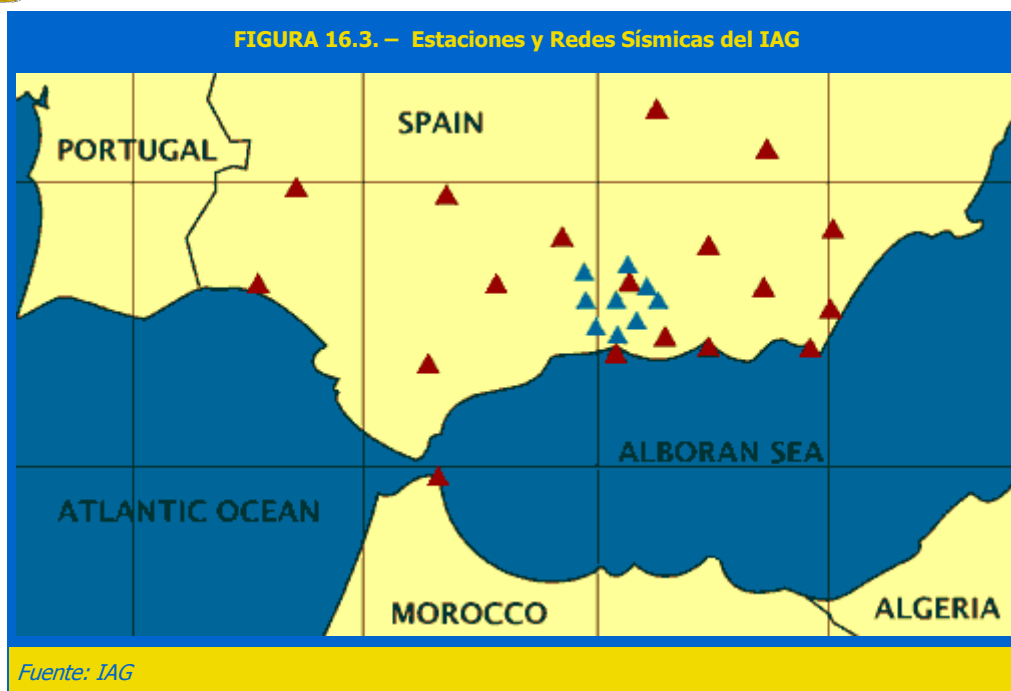 FIGURA 16.3. – Estaciones y Redes Sísmicas del IAG
SPAIN
PORTUGAL
ALBORAN SEA
ATLANTIC OCEAN
MOROCCO
ALGERIA
Fuente: IAG